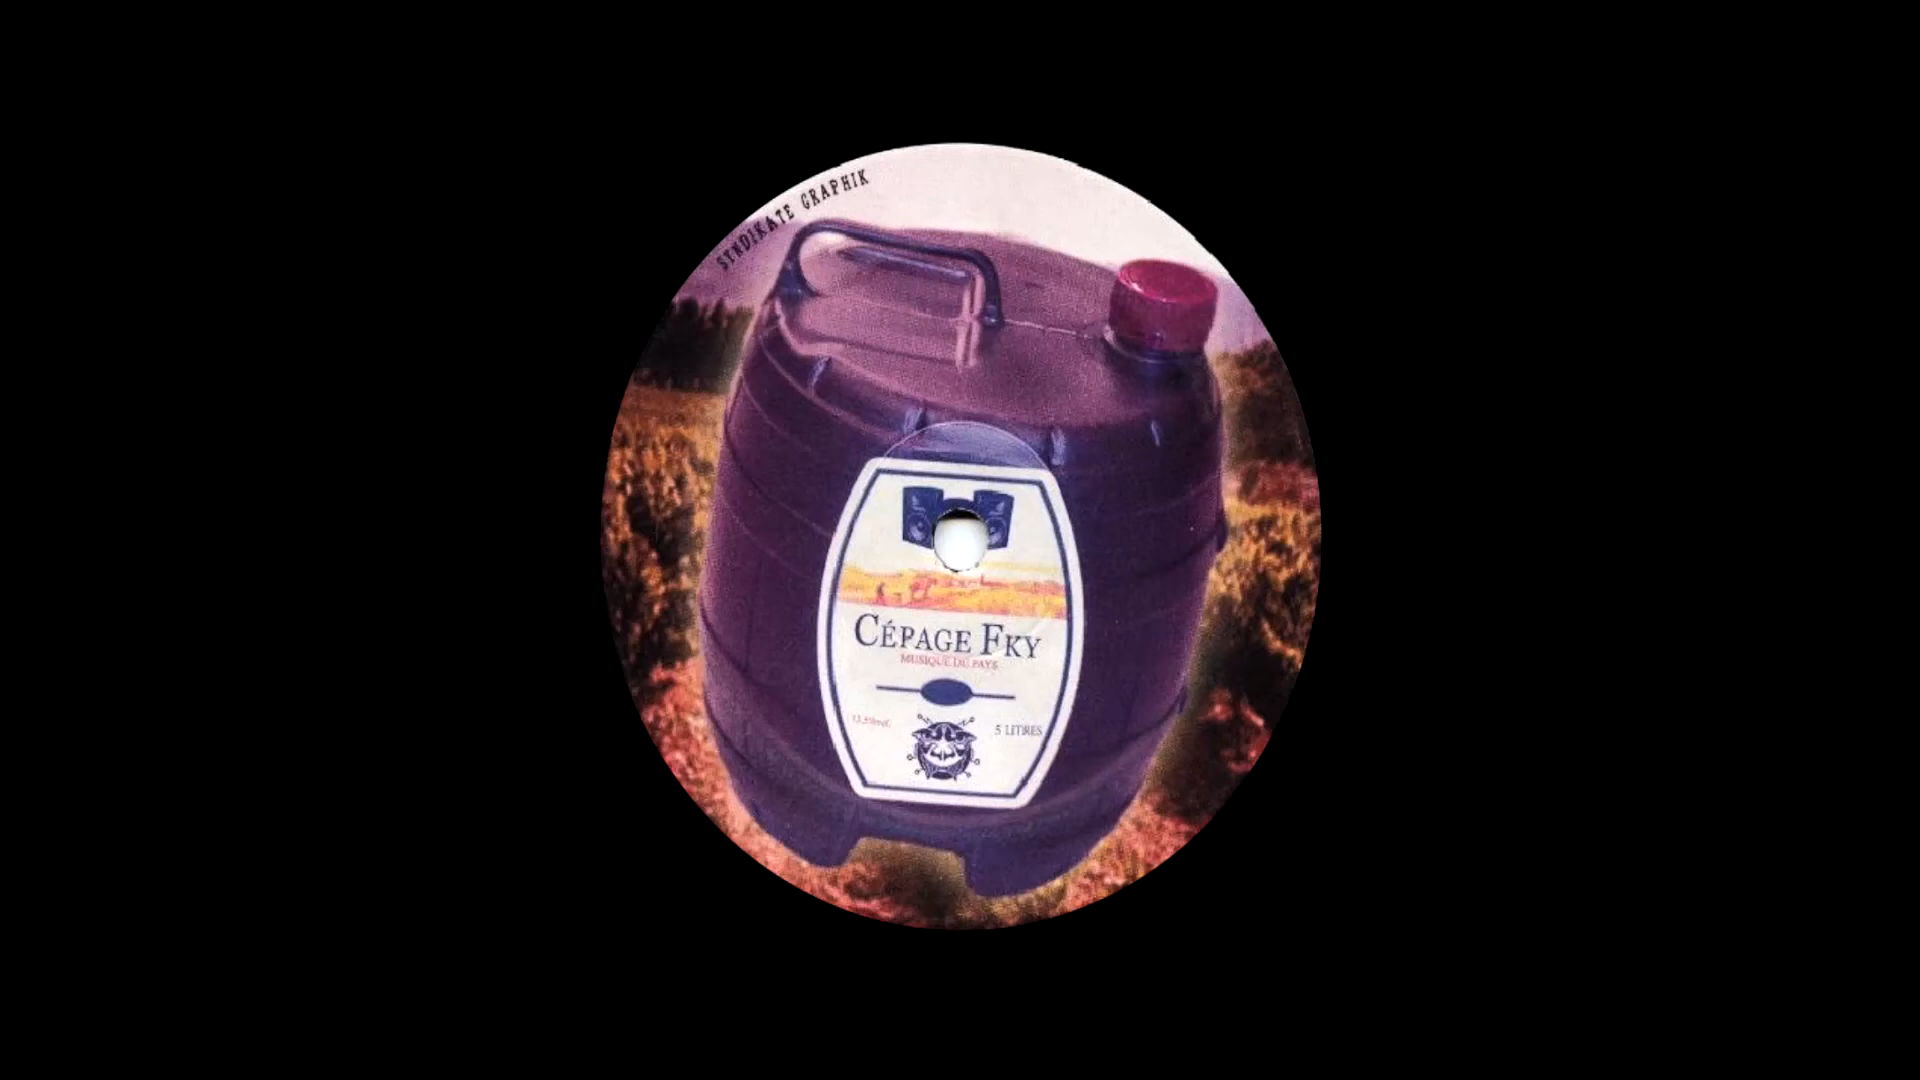 SYNDIKATE GRAPHIK
CÉPAGE FKY
MUSIQUE DU PAYS
5 LITRES